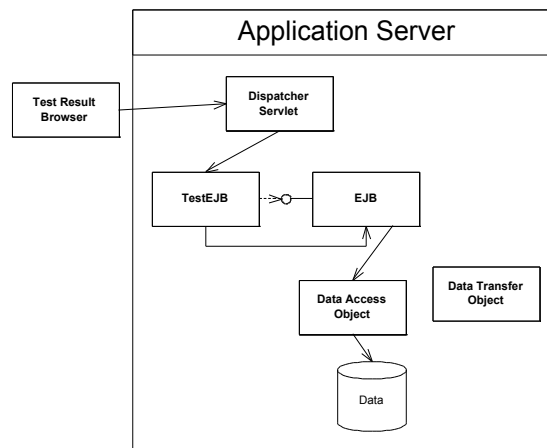 Application Server
Test Result
Browser
Dispatcher
Servlet
TestEJB
EJB
Data Access
Object
Data Transfer
Object
Data